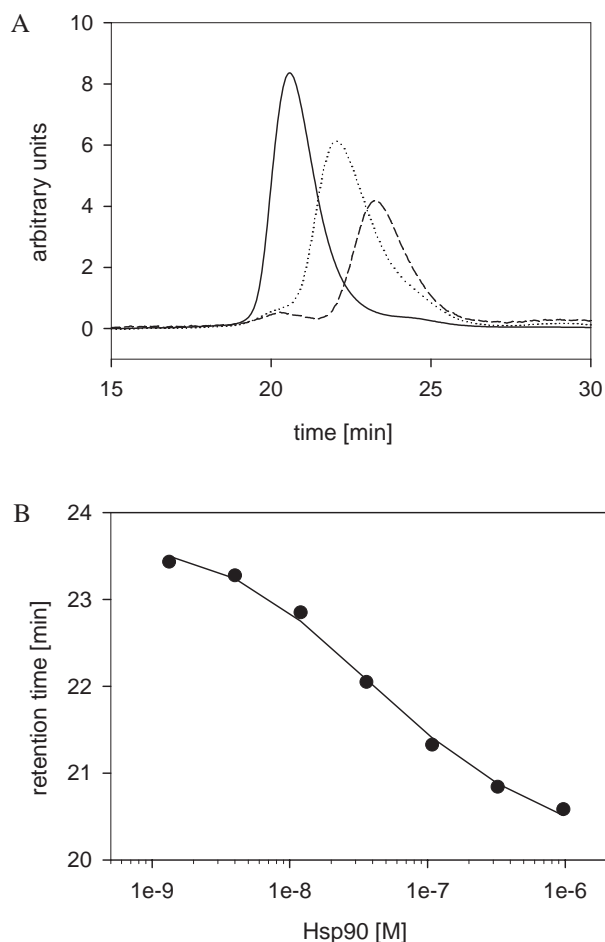 A
10
8
6
4
2
0
arbitrary units
15 20 25 30
time [min]
B
24
23
22
21
20
retention time [min]
1e-9 1e-8 1e-7 1e-6
Hsp90 [M]